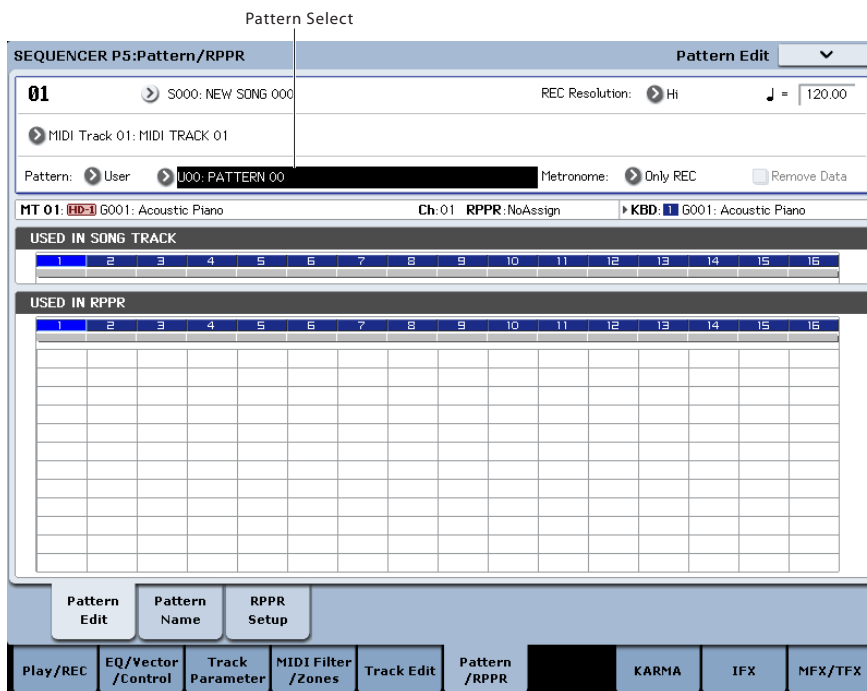 Pattern Select
SEQUENCER P5:Pattern/RPPR Pattern Edit
01 S000: NEW SONG 000 REC Resolution: Hi ♩ = 120.00
MIDI Track 01: MIDI TRACK 01
Pattern: User U00: PATTERN 00 Metronome: Only REC Remove Data
MT 01: HD-1 G001: Acoustic Piano Ch:01 RPPR:NoAssign KBD: 1 G001: Acoustic Piano
USED IN SONG TRACK
1 2 3 4 5 6 7 8 9 10 11 12 13 14 15 16
USED IN RPPR
1 2 3 4 5 6 7 8 9 10 11 12 13 14 15 16
Pattern Edit Pattern Name RPPR Setup
Play/REC EQ/Vector /Control Track Parameter MIDI Filter /Zones Track Edit Pattern /RPPR KARMA IFX MFX/TFX